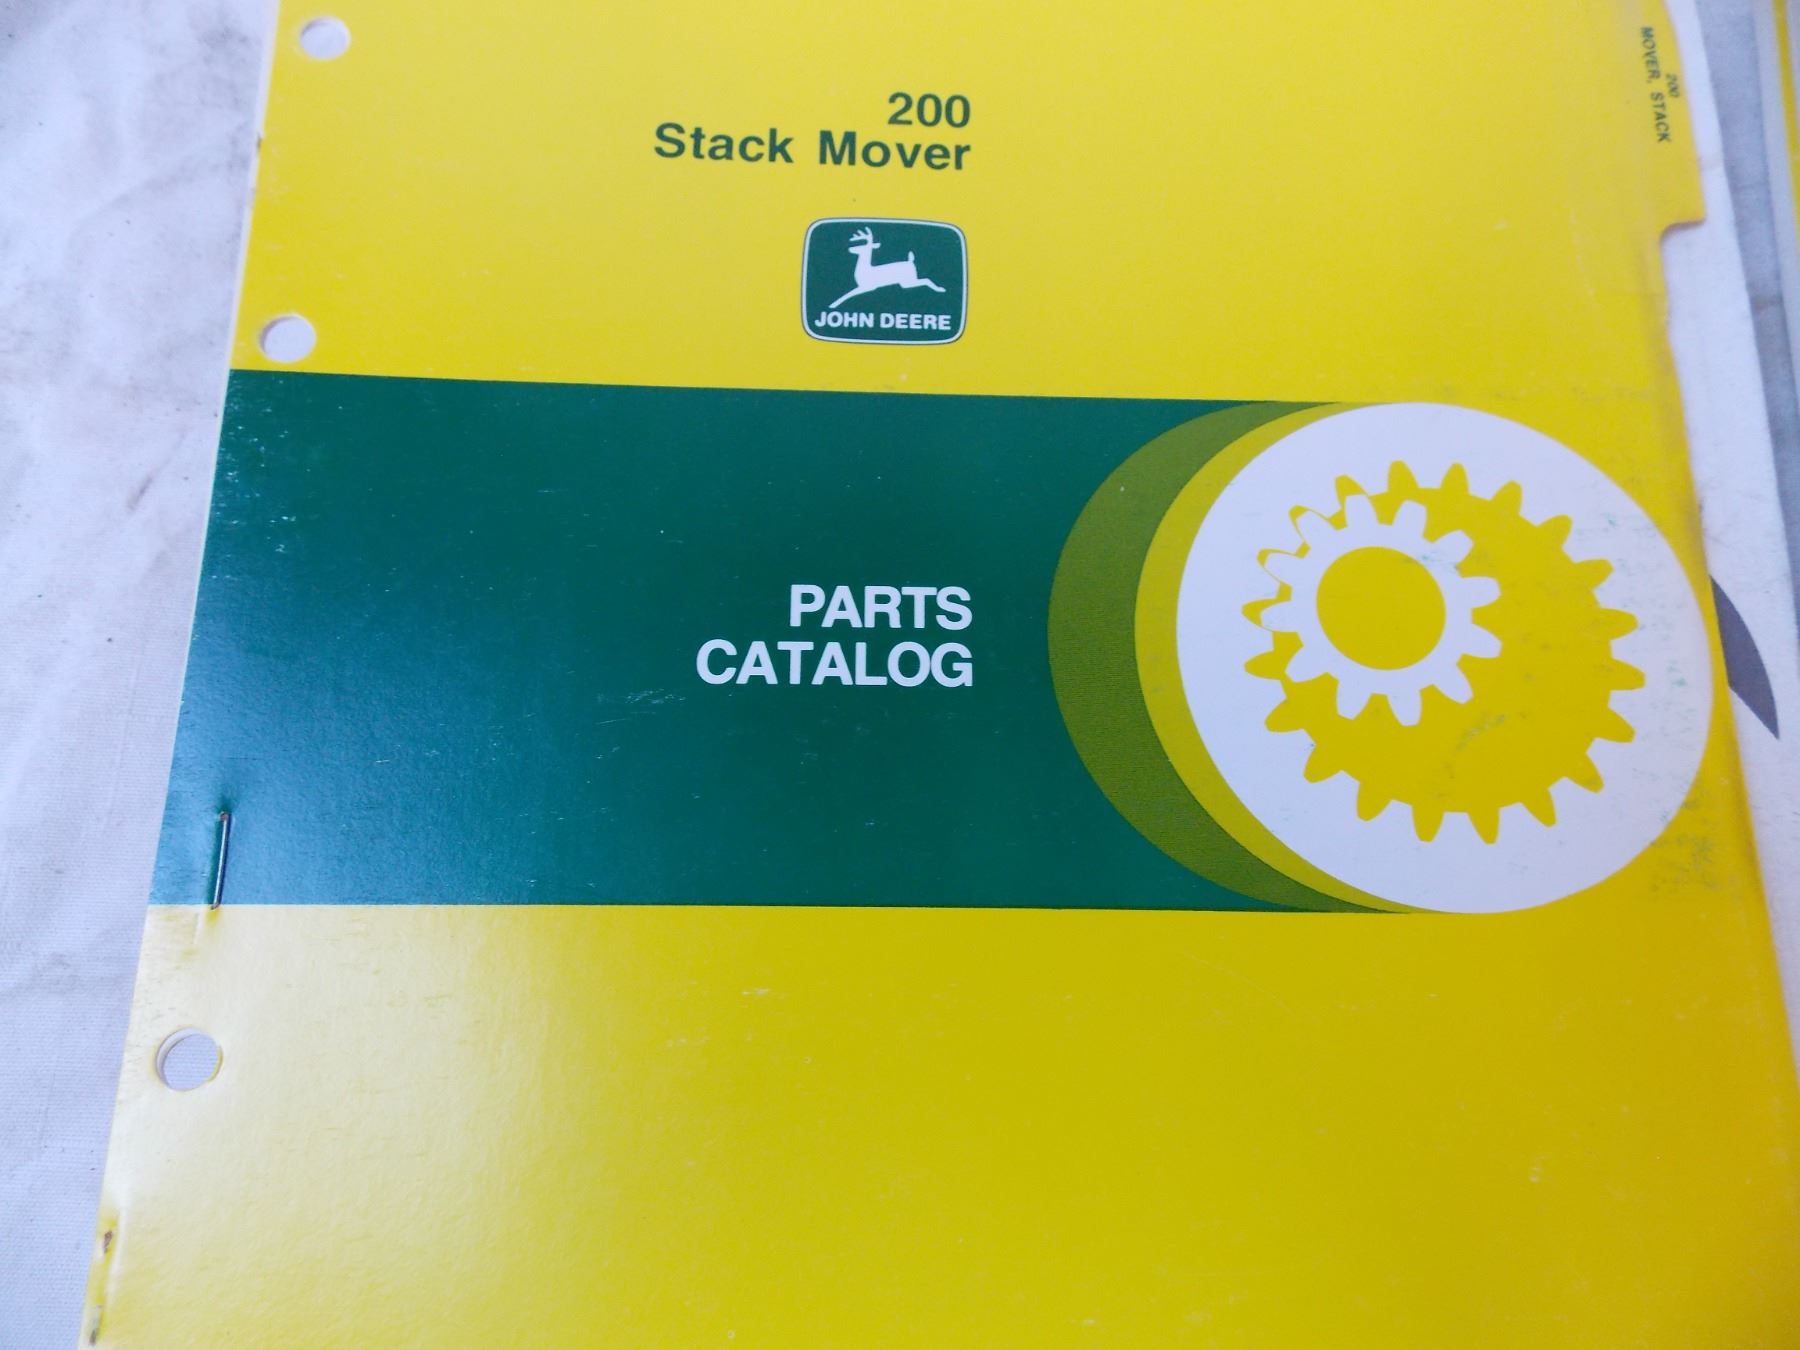 200
Stack Mover
JOHN DEERE
PARTS
CATALOG
200
MOVER, STACK